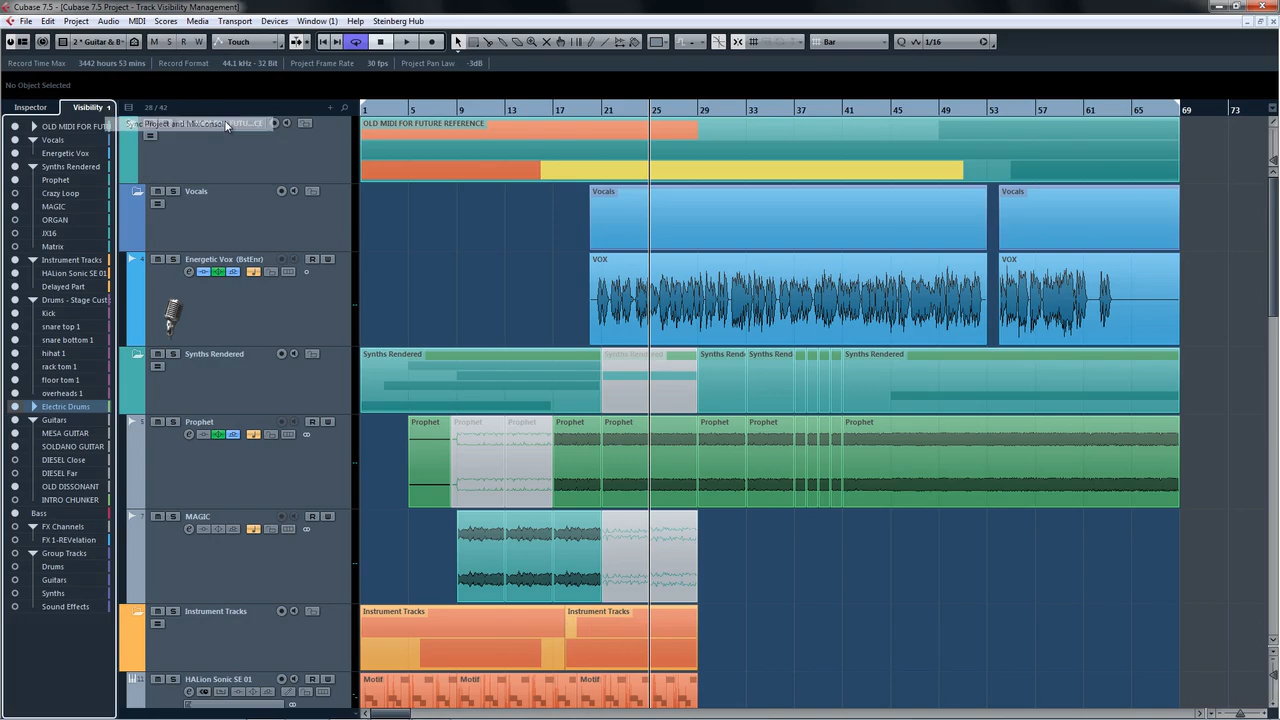 Cubase 7.5 - [Cubase 7.5 Project - Track Visibility Management]
File Edit Project Audio MIDI Scores Media Transport Devices Window (1) Help Steinberg Hub
2 * Guitar & B M S R W Touch Bar Q 1/16
Record Time Max 3442 hours 53 mins Record Format 44.1 kHz - 32 Bit Project Frame Rate 30 fps Project Pan Law -3dB
No Object Selected
Inspector Visibility
28 / 42
1 5 9 13 17 21 25 29 33 37 41 45 49 53 57 61 65 69 73
OLD MIDI FOR FUTU
Vocals
Energetic Vox
Synths Rendered
Prophet
Crazy Loop
MAGIC
ORGAN
JX16
Matrix
Instrument Tracks
HALion Sonic SE 01
Delayed Part
Drums - Stage Cust
Kick
snare top 1
snare bottom 1
hihat 1
rack tom 1
floor tom 1
overheads 1
Electric Drums
Guitars
MESA GUITAR
SOLDANO GUITAR
DIESEL Close
DIESEL Far
OLD DISSONANT
INTRO CHUNKER
Bass
FX Channels
FX 1-REVelation
Group Tracks
Drums
Guitars
Synths
Sound Effects
Sync Project and MixConsole
OLD MIDI FOR FUTURE REFERENCE
M S Vocals
Vocals Vocals
4 M S Energetic Vox (BstEnr) R W
VOX VOX
M S Synths Rendered
Synths Rendered Synths Rendered Synths Rend Synths Rend Synths Rendered
5 M S Prophet R W
Prophet Prophet Prophet Prophet Prophet Prophet Prophet Prophet
7 M S MAGIC R W
M S Instrument Tracks
Instrument Tracks Instrument Tracks
11 M S HALion Sonic SE 01 R W
Motif Motif Motif